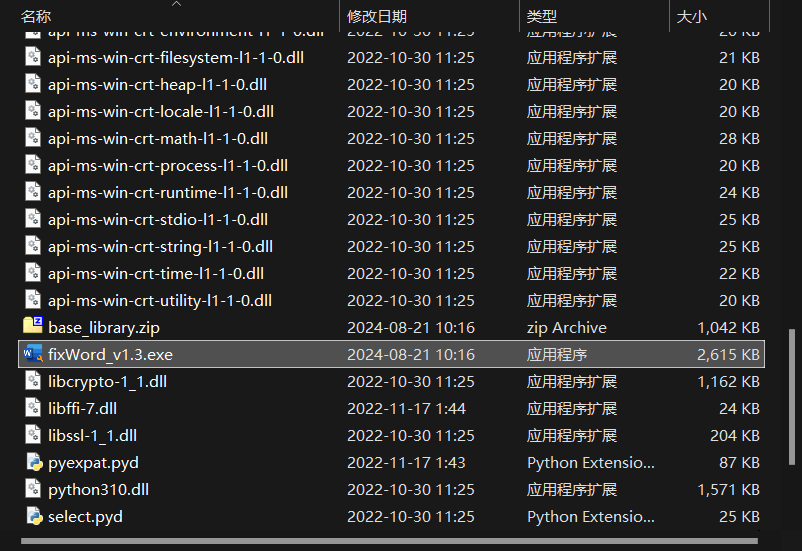 名称 修改日期 类型 大小
api-ms-win-crt-environment-l1-1-0.dll 2022-10-30 11:25 应用程序扩展 20 KB
api-ms-win-crt-filesystem-l1-1-0.dll 2022-10-30 11:25 应用程序扩展 21 KB
api-ms-win-crt-heap-l1-1-0.dll 2022-10-30 11:25 应用程序扩展 20 KB
api-ms-win-crt-locale-l1-1-0.dll 2022-10-30 11:25 应用程序扩展 20 KB
api-ms-win-crt-math-l1-1-0.dll 2022-10-30 11:25 应用程序扩展 28 KB
api-ms-win-crt-process-l1-1-0.dll 2022-10-30 11:25 应用程序扩展 20 KB
api-ms-win-crt-runtime-l1-1-0.dll 2022-10-30 11:25 应用程序扩展 24 KB
api-ms-win-crt-stdio-l1-1-0.dll 2022-10-30 11:25 应用程序扩展 25 KB
api-ms-win-crt-string-l1-1-0.dll 2022-10-30 11:25 应用程序扩展 25 KB
api-ms-win-crt-time-l1-1-0.dll 2022-10-30 11:25 应用程序扩展 22 KB
api-ms-win-crt-utility-l1-1-0.dll 2022-10-30 11:25 应用程序扩展 20 KB
base_library.zip 2024-08-21 10:16 zip Archive 1,042 KB
fixWord_v1.3.exe 2024-08-21 10:16 应用程序 2,615 KB
libcrypto-1_1.dll 2022-10-30 11:25 应用程序扩展 1,162 KB
libffi-7.dll 2022-11-17 1:44 应用程序扩展 24 KB
libssl-1_1.dll 2022-10-30 11:25 应用程序扩展 204 KB
pyexpat.pyd 2022-11-17 1:43 Python Extensio... 87 KB
python310.dll 2022-10-30 11:25 应用程序扩展 1,571 KB
select.pyd 2022-10-30 11:25 Python Extensio... 25 KB